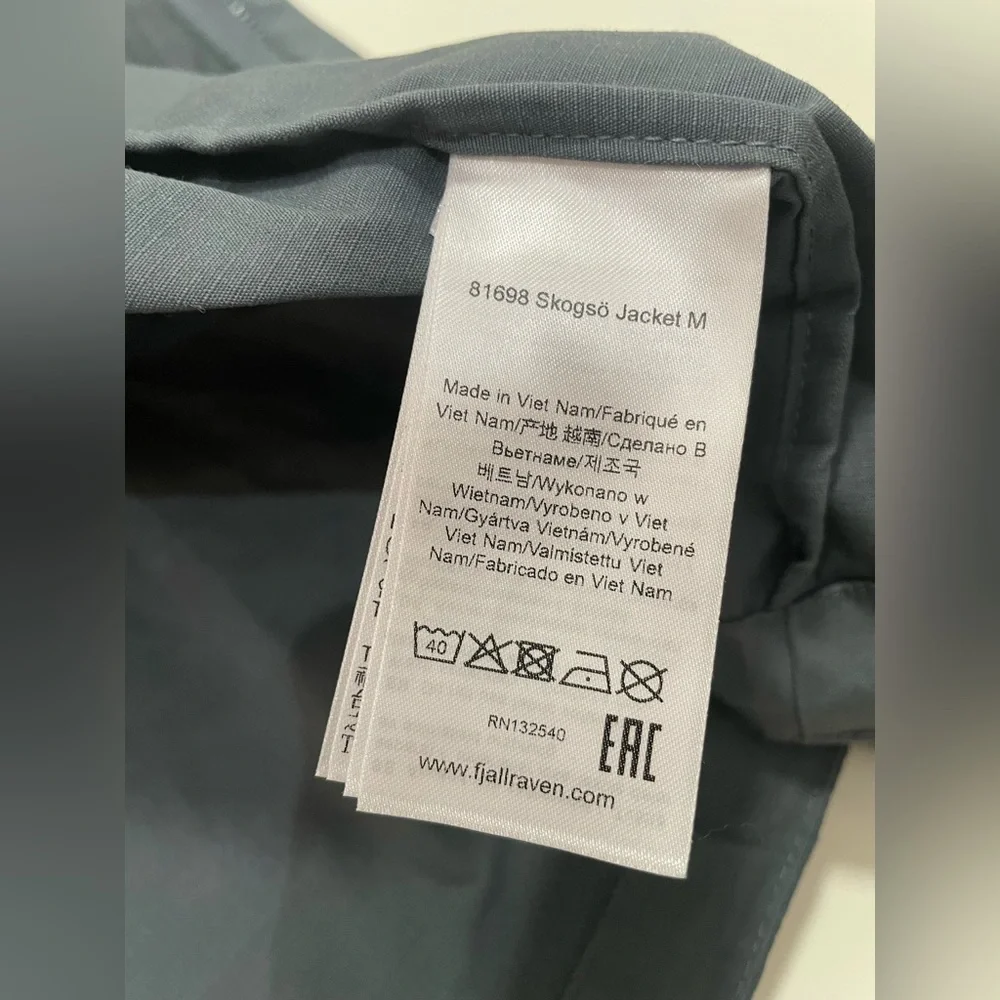 81698 Skogsö Jacket M
Made in Viet Nam/Fabriqué en
Viet Nam/产地 越南/Сделано В
Вьетнаме/제조국
베트남/Wykonano w
Wietnam/Vyrobeno v Viet
Nam/Gyártva Vietnám/Vyrobené
Viet Nam/Valmistettu Viet
Nam/Fabricado en Viet Nam
40
RN132540
EAC
www.fjallraven.com